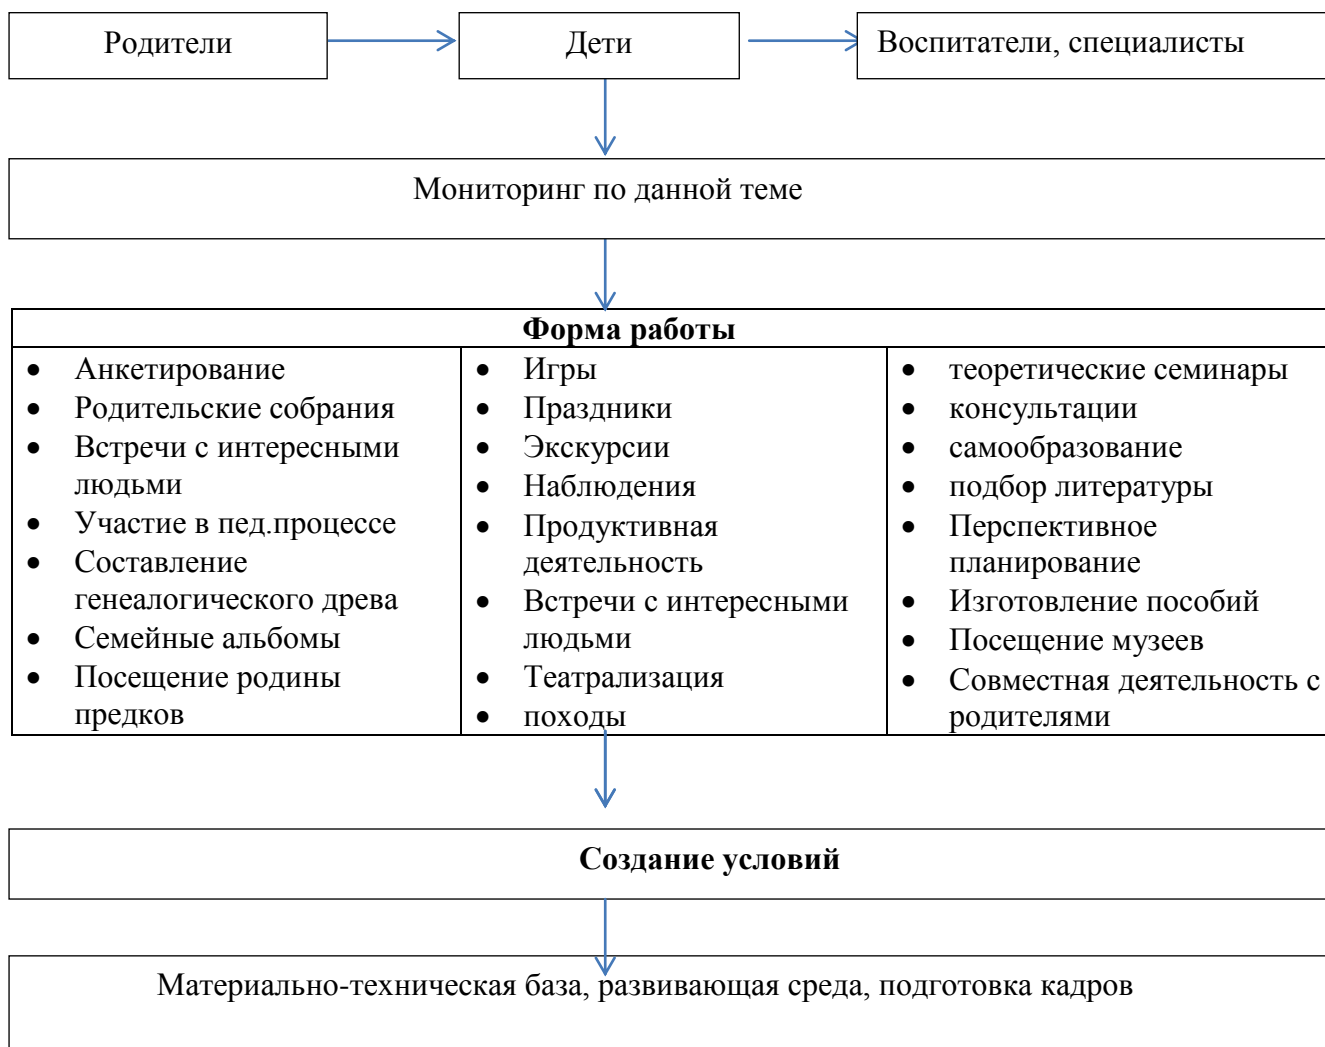 Родители
Дети
Воспитатели, специалисты
Мониторинг по данной теме
Форма работы
• Анкетирование
• Родительские собрания
• Встречи с интересными
людьми
• Участие в пед.процессе
• Составление
генеалогического древа
• Семейные альбомы
• Посещение родины
предков
• Игры
• Праздники
• Экскурсии
• Наблюдения
• Продуктивная
деятельность
• Встречи с интересными
людьми
• Театрализация
• походы
• теоретические семинары
• консультации
• самообразование
• подбор литературы
• Перспективное
планирование
• Изготовление пособий
• Посещение музеев
• Совместная деятельность с
родителями
Создание условий
Материально-техническая база, развивающая среда, подготовка кадров